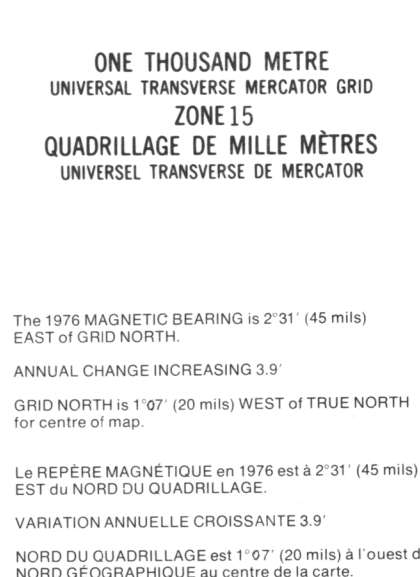 ONE THOUSAND METRE
UNIVERSAL TRANSVERSE MERCATOR GRID
ZONE 15
QUADRILLAGE DE MILLE MÈTRES
UNIVERSEL TRANSVERSE DE MERCATOR
The 1976 MAGNETIC BEARING is 2°31′ (45 mils)
EAST of GRID NORTH.
ANNUAL CHANGE INCREASING 3.9′
GRID NORTH is 1°07′ (20 mils) WEST of TRUE NORTH
for centre of map.
Le REPÈRE MAGNÉTIQUE en 1976 est à 2°31′ (45 mils)
EST du NORD DU QUADRILLAGE.
VARIATION ANNUELLE CROISSANTE 3.9′
NORD DU QUADRILLAGE est 1°07′ (20 mils) à l'ouest d
NORD GÉOGRAPHIQUE au centre de la carte.